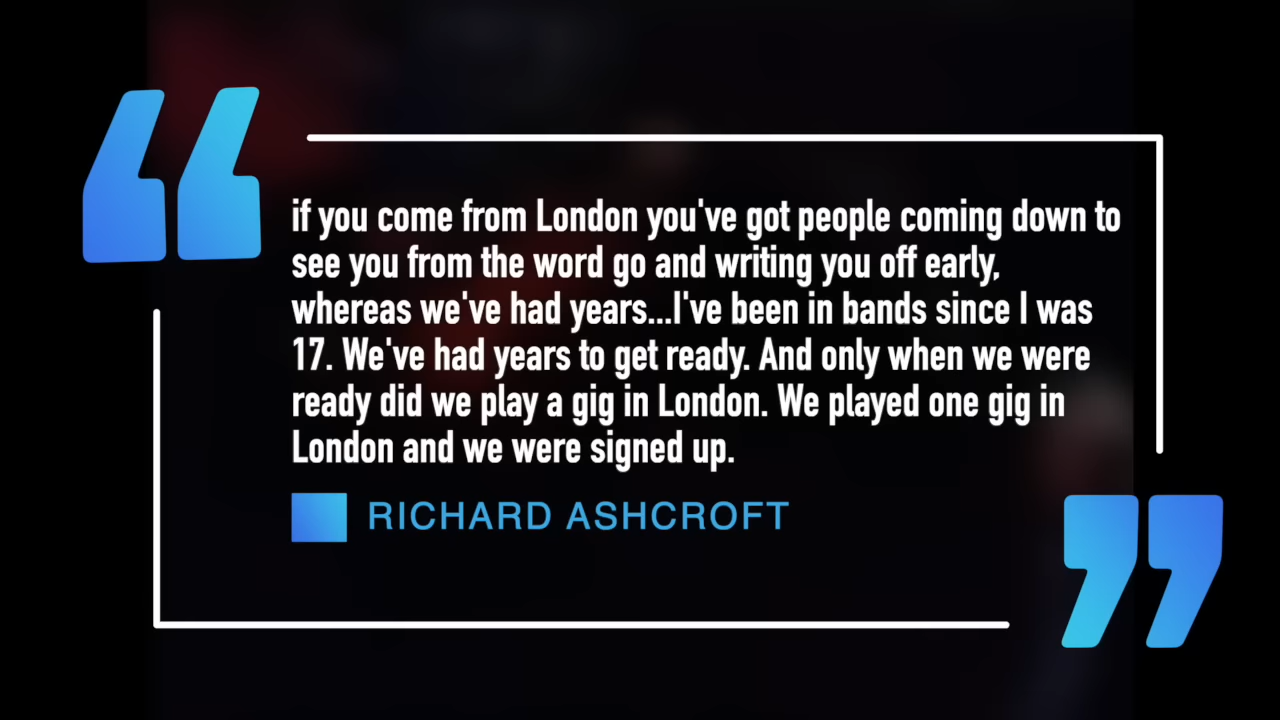 if you come from London you've got people coming down to
see you from the word go and writing you off early,
whereas we've had years...I've been in bands since I was
17. We've had years to get ready. And only when we were
ready did we play a gig in London. We played one gig in
London and we were signed up.
RICHARD ASHCROFT